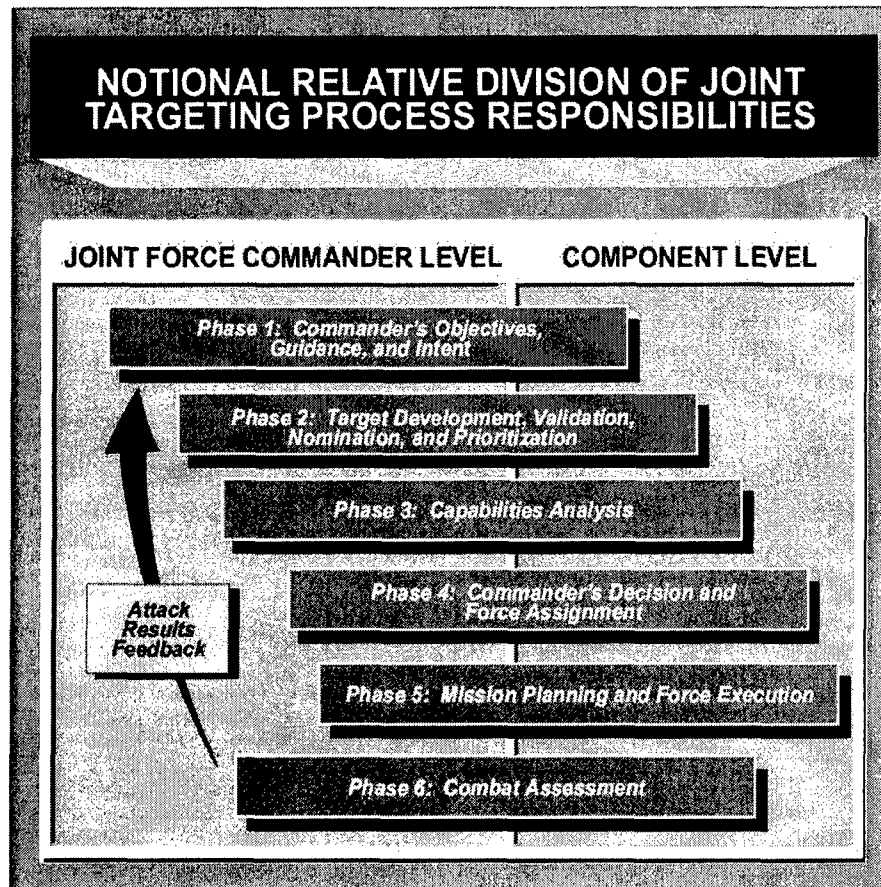 NOTIONAL RELATIVE DIVISION OF JOINT
TARGETING PROCESS RESPONSIBILITIES
JOINT FORCE COMMANDER LEVEL
COMPONENT LEVEL
Phase 1: Commander's Objectives,
Guidance, and Intent
Phase 2: Target Development, Validation,
Nomination, and Prioritization
Phase 3: Capabilities Analysis
Phase 4: Commander's Decision and
Force Assignment
Attack
Results
Feedback
Phase 5: Mission Planning and Force Execution
Phase 6: Combat Assessment